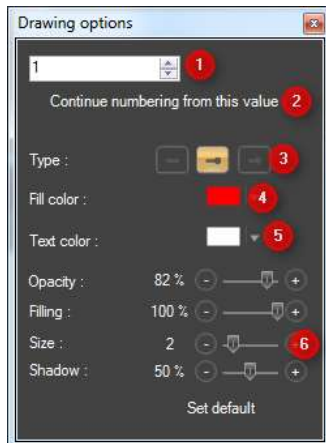 Drawing options
1 1
Continue numbering from this value 2
Type : 3
Fill color : 4
Text color : 5
Opacity : 82 % - +
Filling : 100 % - +
Size : 2 - 6
Shadow : 50 % - +
Set default